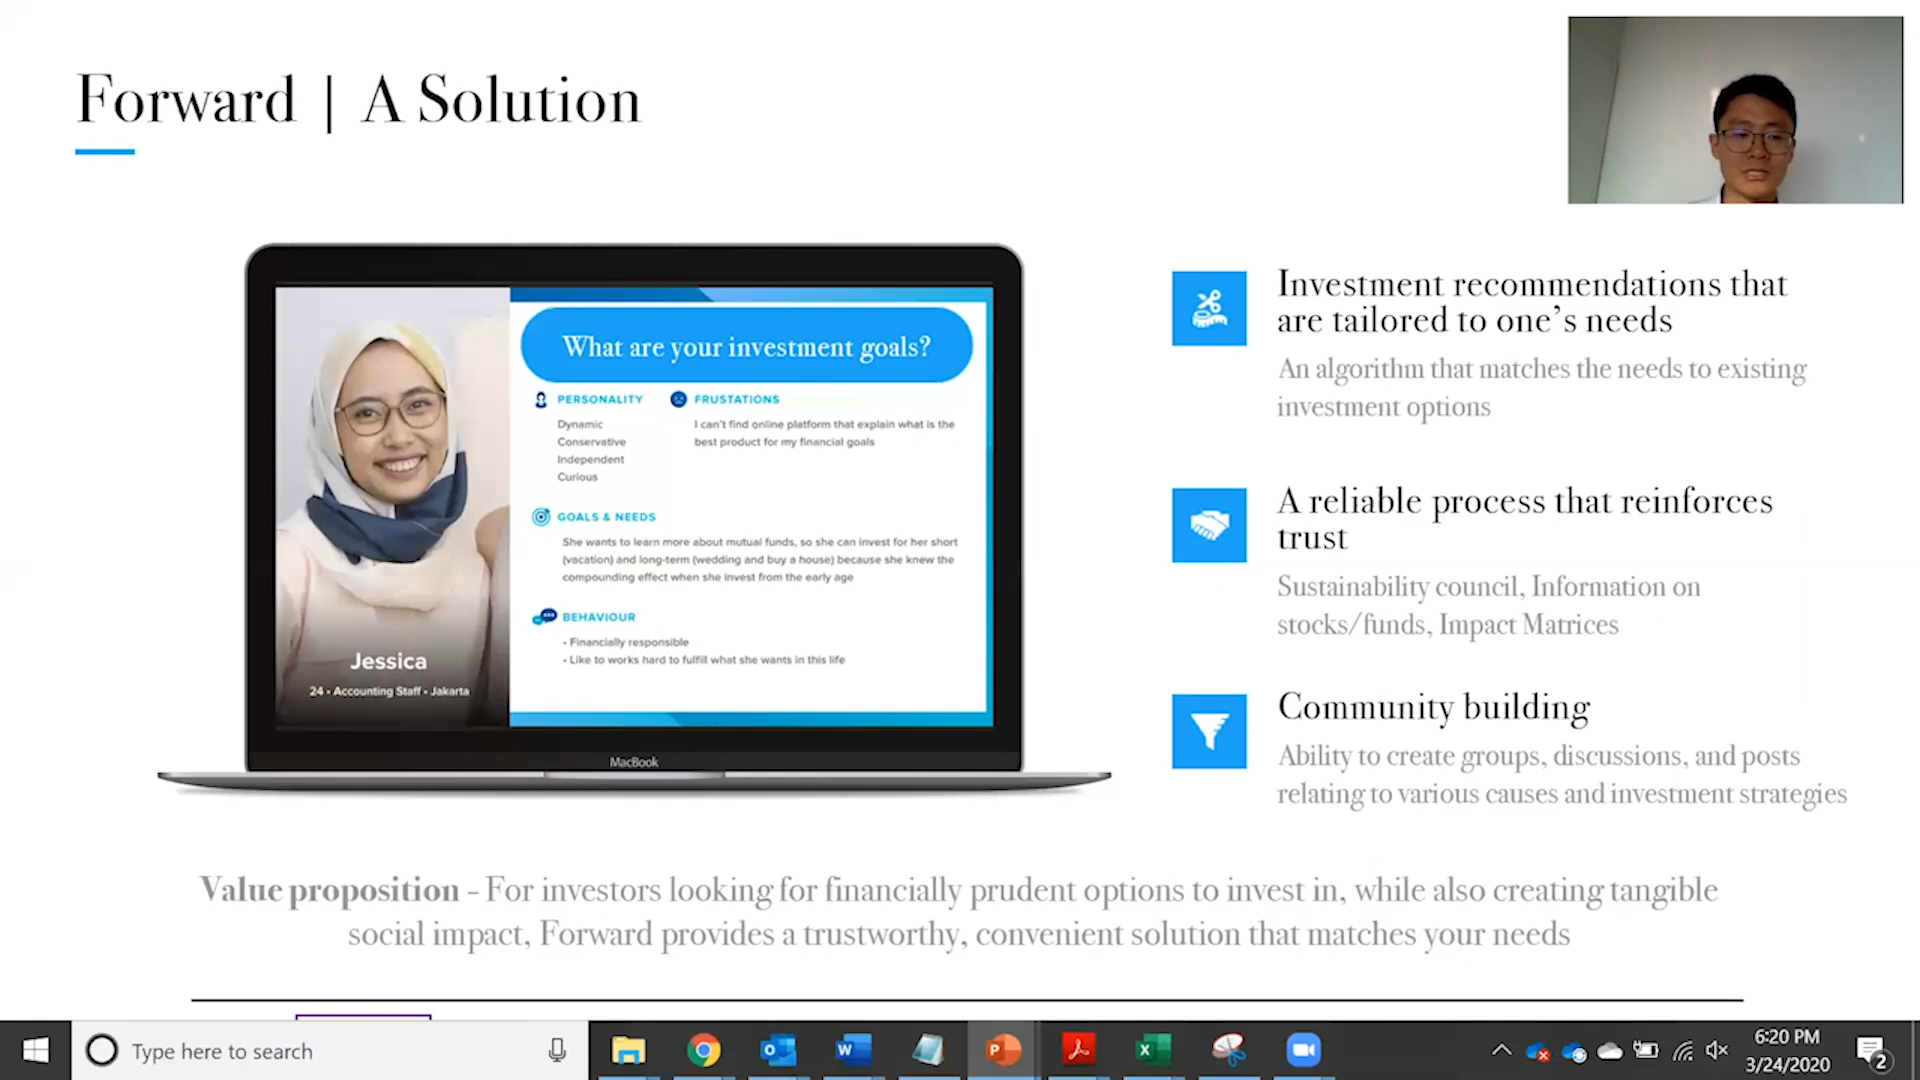 Forward | A Solution
What are your investment goals?
PERSONALITY
Dynamic
Conservative
Independent
Curious
FRUSTATIONS
I can't find online platform that explain what is the
best product for my financial goals
GOALS & NEEDS
She wants to learn more about mutual funds, so she can invest for her short
(vacation) and long-term (wedding and buy a house) because she knew the
compounding effect when she invest from the early age
BEHAVIOUR
• Financially responsible
• Like to works hard to fulfill what she wants in this life
Jessica
24 • Accounting Staff • Jakarta
MacBook
Investment recommendations that
are tailored to one's needs
An algorithm that matches the needs to existing
investment options
A reliable process that reinforces
trust
Sustainability council, Information on
stocks/funds, Impact Matrices
Community building
Ability to create groups, discussions, and posts
relating to various causes and investment strategies
Value proposition – For investors looking for financially prudent options to invest in, while also creating tangible
social impact, Forward provides a trustworthy, convenient solution that matches your needs
Type here to search
6:20 PM
3/24/2020
2